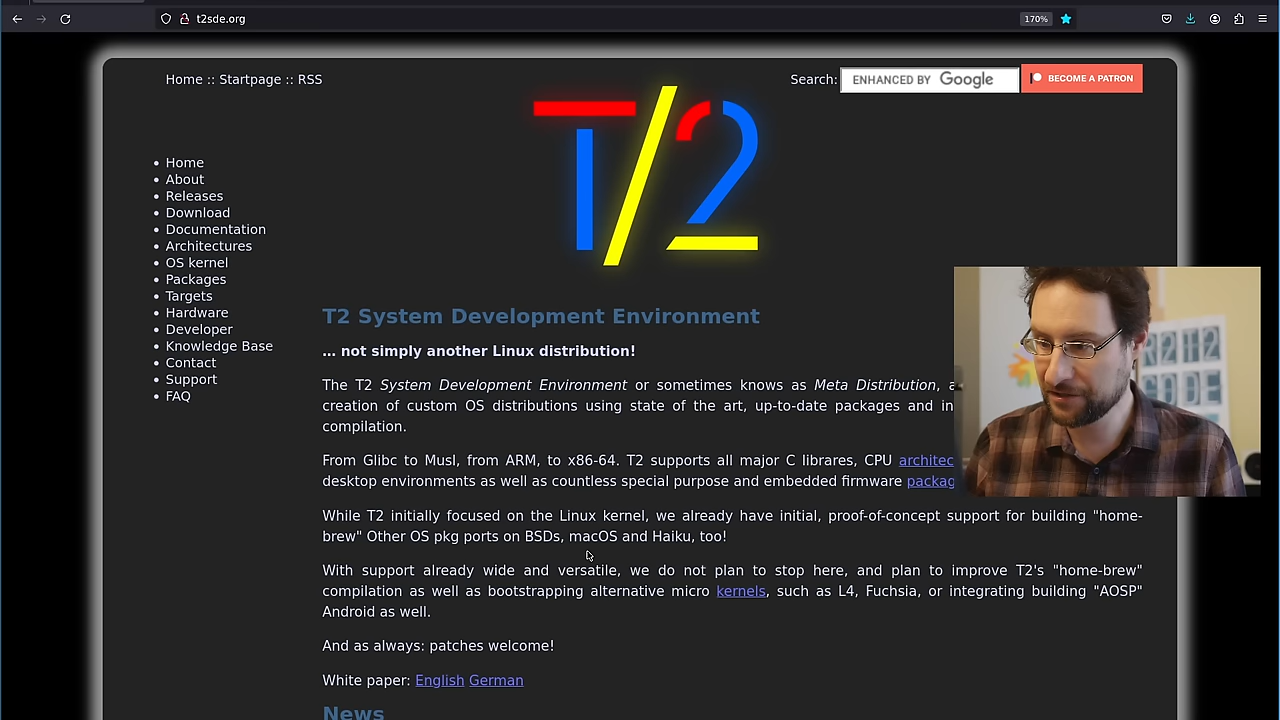 t2sde.org
170%
Home :: Startpage :: RSS
Search:
ENHANCED BY Google
BECOME A PATRON
T/2
Home
About
Releases
Download
Documentation
Architectures
OS kernel
Packages
Targets
Hardware
Developer
Knowledge Base
Contact
Support
FAQ
T2 System Development Environment
... not simply another Linux distribution!
The T2 System Development Environment or sometimes knows as Meta Distribution,
creation of custom OS distributions using state of the art, up-to-date packages and in
compilation.
From Glibc to Musl, from ARM, to x86-64. T2 supports all major C librares, CPU architec
desktop environments as well as countless special purpose and embedded firmware packag
While T2 initially focused on the Linux kernel, we already have initial, proof-of-concept support for building "home-
brew" Other OS pkg ports on BSDs, macOS and Haiku, too!
With support already wide and versatile, we do not plan to stop here, and plan to improve T2's "home-brew"
compilation as well as bootstrapping alternative micro kernels, such as L4, Fuchsia, or integrating building "AOSP"
Android as well.
And as always: patches welcome!
White paper: English German
News